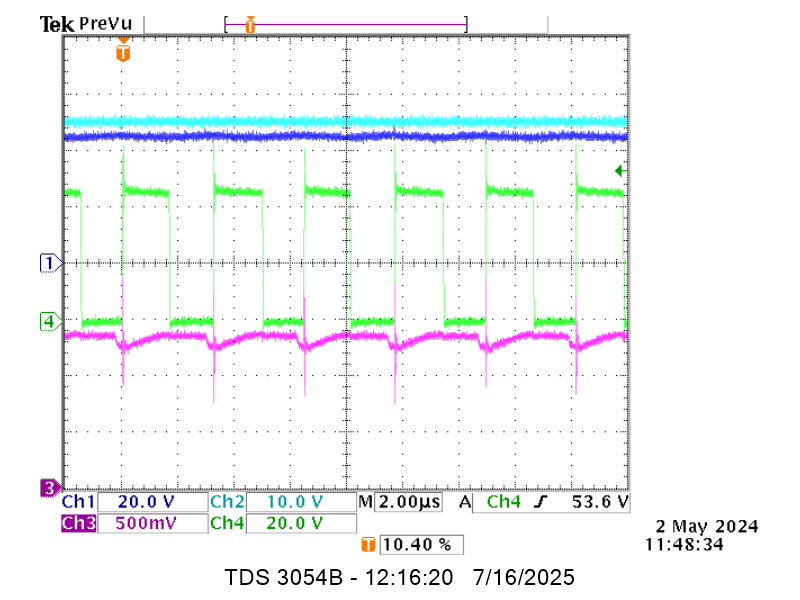 Tek PreVu
T
T
1
4
3
Ch1 20.0 V Ch2 10.0 V M 2.00µs A Ch4 ʃ 53.6 V
Ch3 500mV Ch4 20.0 V
T 10.40 %
2 May 2024
11:48:34
TDS 3054B - 12:16:20 7/16/2025